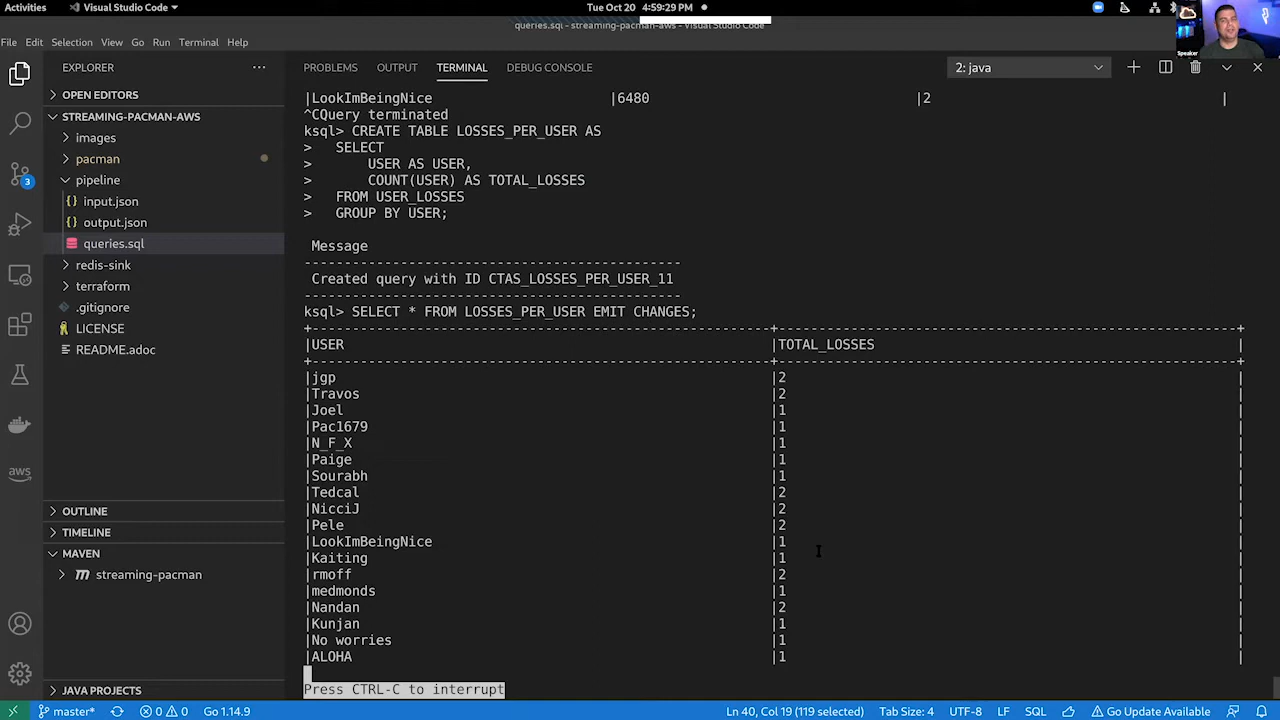 Activities
Visual Studio Code
Tue Oct 20 4:59:29 PM
queries.sql - streaming-pacman-aws - Visual Studio Code
File Edit Selection View Go Run Terminal Help
Speaker
EXPLORER
PROBLEMS OUTPUT TERMINAL DEBUG CONSOLE
2: java
OPEN EDITORS
STREAMING-PACMAN-AWS
images
pacman
pipeline
input.json
output.json
queries.sql
redis-sink
terraform
.gitignore
LICENSE
README.adoc
3
OUTLINE
TIMELINE
MAVEN
streaming-pacman
JAVA PROJECTS
aws
|LookImBeingNice |6480 |2 |
^CQuery terminated
ksql> CREATE TABLE LOSSES_PER_USER AS
> SELECT
> USER AS USER,
> COUNT(USER) AS TOTAL_LOSSES
> FROM USER_LOSSES
> GROUP BY USER;
Message
---------------------------------------------
Created query with ID CTAS_LOSSES_PER_USER_11
---------------------------------------------
ksql> SELECT * FROM LOSSES_PER_USER EMIT CHANGES;
|USER |TOTAL_LOSSES |
|jgp |2 |
|Travos |2 |
|Joel |1 |
|Pac1679 |1 |
|N_F_X |1 |
|Paige |1 |
|Sourabh |1 |
|Tedcal |2 |
|NicciJ |2 |
|Pele |2 |
|LookImBeingNice |1 |
|Kaiting |1 |
|rmoff |2 |
|medmonds |1 |
|Nandan |2 |
|Kunjan |1 |
|No worries |1 |
|ALOHA |1 |
Press CTRL-C to interrupt
master* 0 0 Go 1.14.9 Ln 40, Col 19 (119 selected) Tab Size: 4 UTF-8 LF SQL Go Update Available